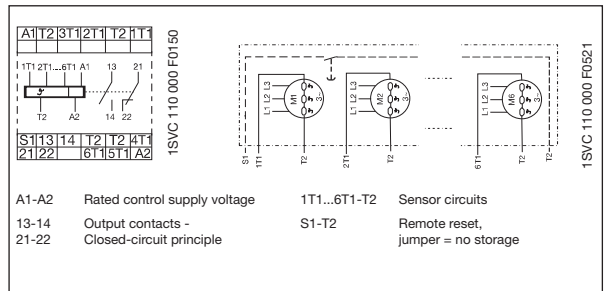 A1 T2 3T1 2T1 T2 1T1
1T1 2T1...6T1 A1 13 21
T2 A2 14 22
S1 13 14 T2 T2 4T1
21 22 6T1 5T1 A2
1SVC 110 000 F0150
L1 L2 L3
M1
3~
L1 L2 L3
M2
3~
L1 L2 L3
M6
3~
S1 1T1 T2 2T1 T2 6T1 T2 T2
1SVC 110 000 F0521
A1-A2 Rated control supply voltage
13-14 Output contacts -
21-22 Closed-circuit principle
1T1...6T1-T2 Sensor circuits
S1-T2 Remote reset,
jumper = no storage